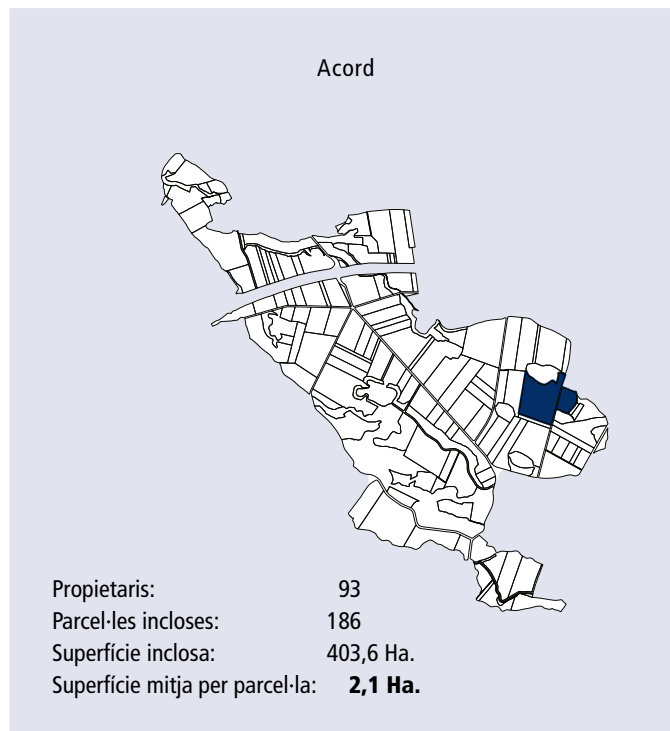 Acord
Propietaris: 93
Parcel·les incloses: 186
Superfície inclosa: 403,6 Ha.
Superfície mitja per parcel·la: 2,1 Ha.